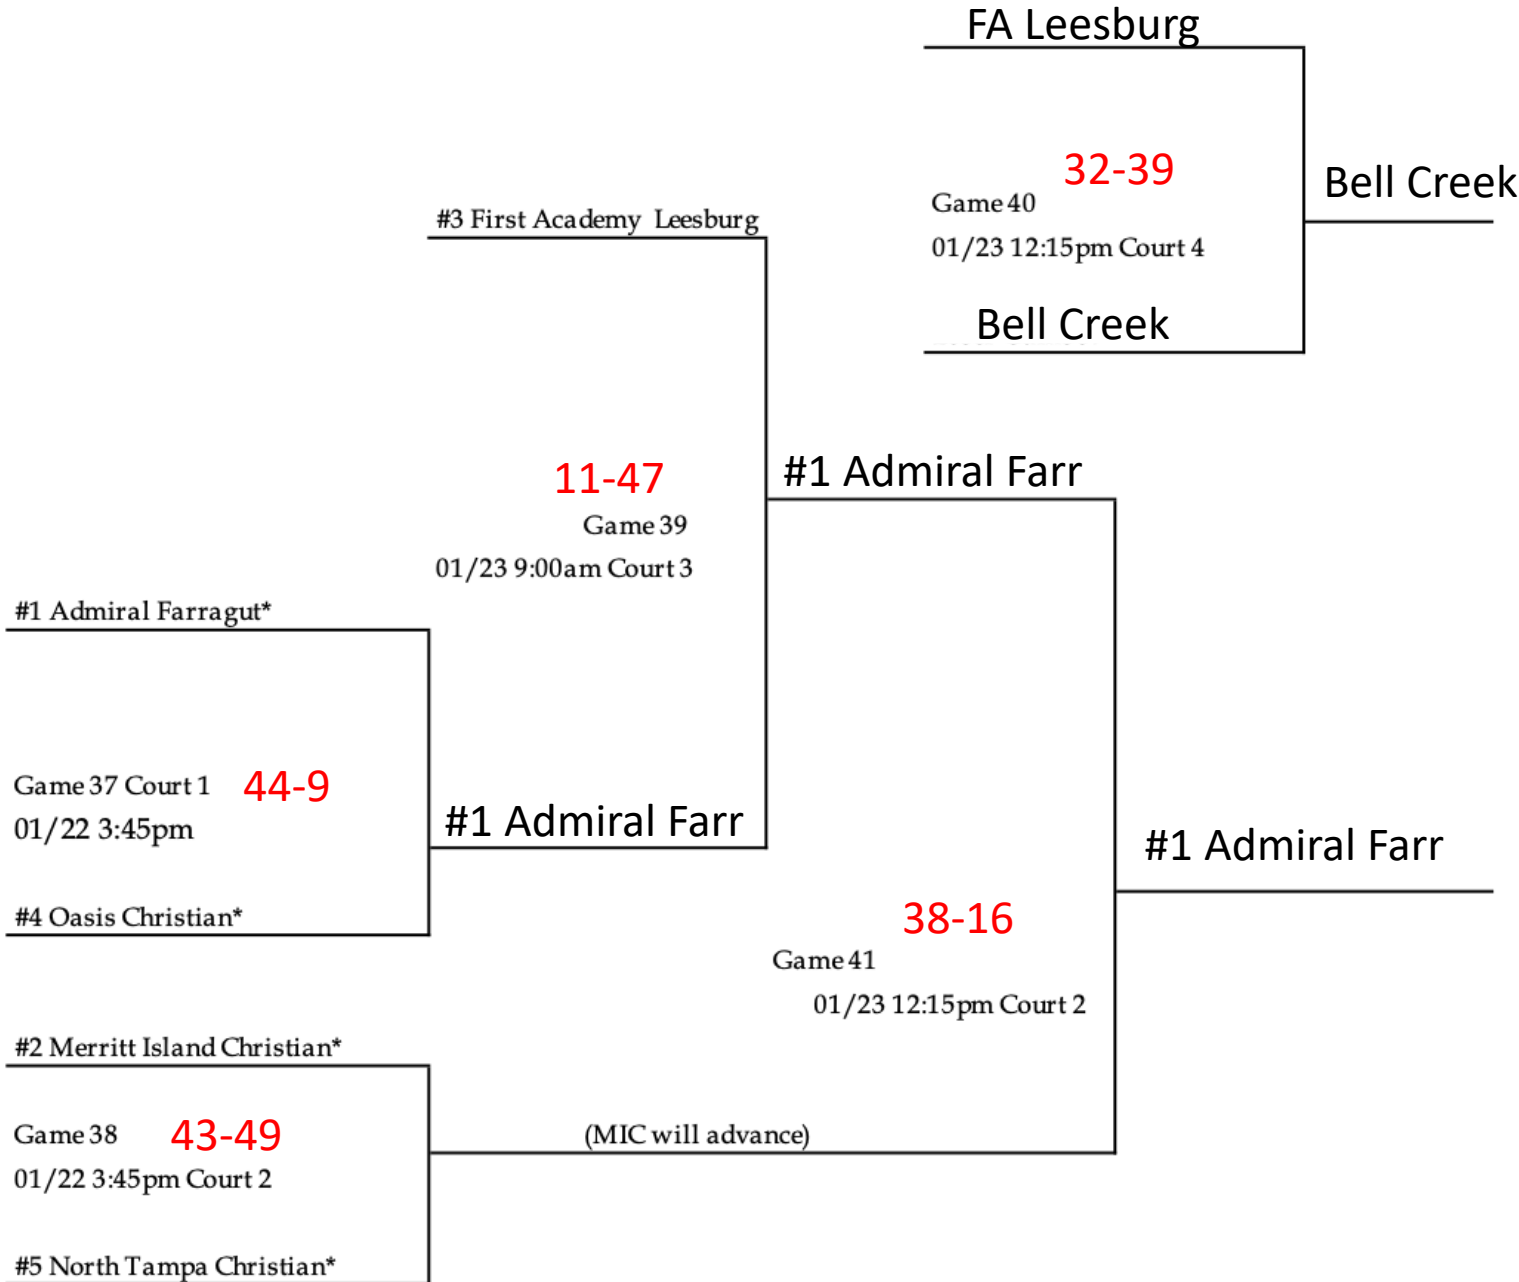 FA Leesburg
32-39
Bell Creek
Game 40
#3 First Academy Leesburg
01/23 12:15pm Court 4
Bell Creek
#1 Admiral Farr
11-47
Game 39
01/23 9:00am Court 3
#1 Admiral Farragut*
Game 37 Court 1 44-9
01/22 3:45pm
#1 Admiral Farr
#1 Admiral Farr
#4 Oasis Christian*
38-16
Game 41
01/23 12:15pm Court 2
#2 Merritt Island Christian*
Game 38 43-49
(MIC will advance)
01/22 3:45pm Court 2
#5 North Tampa Christian*